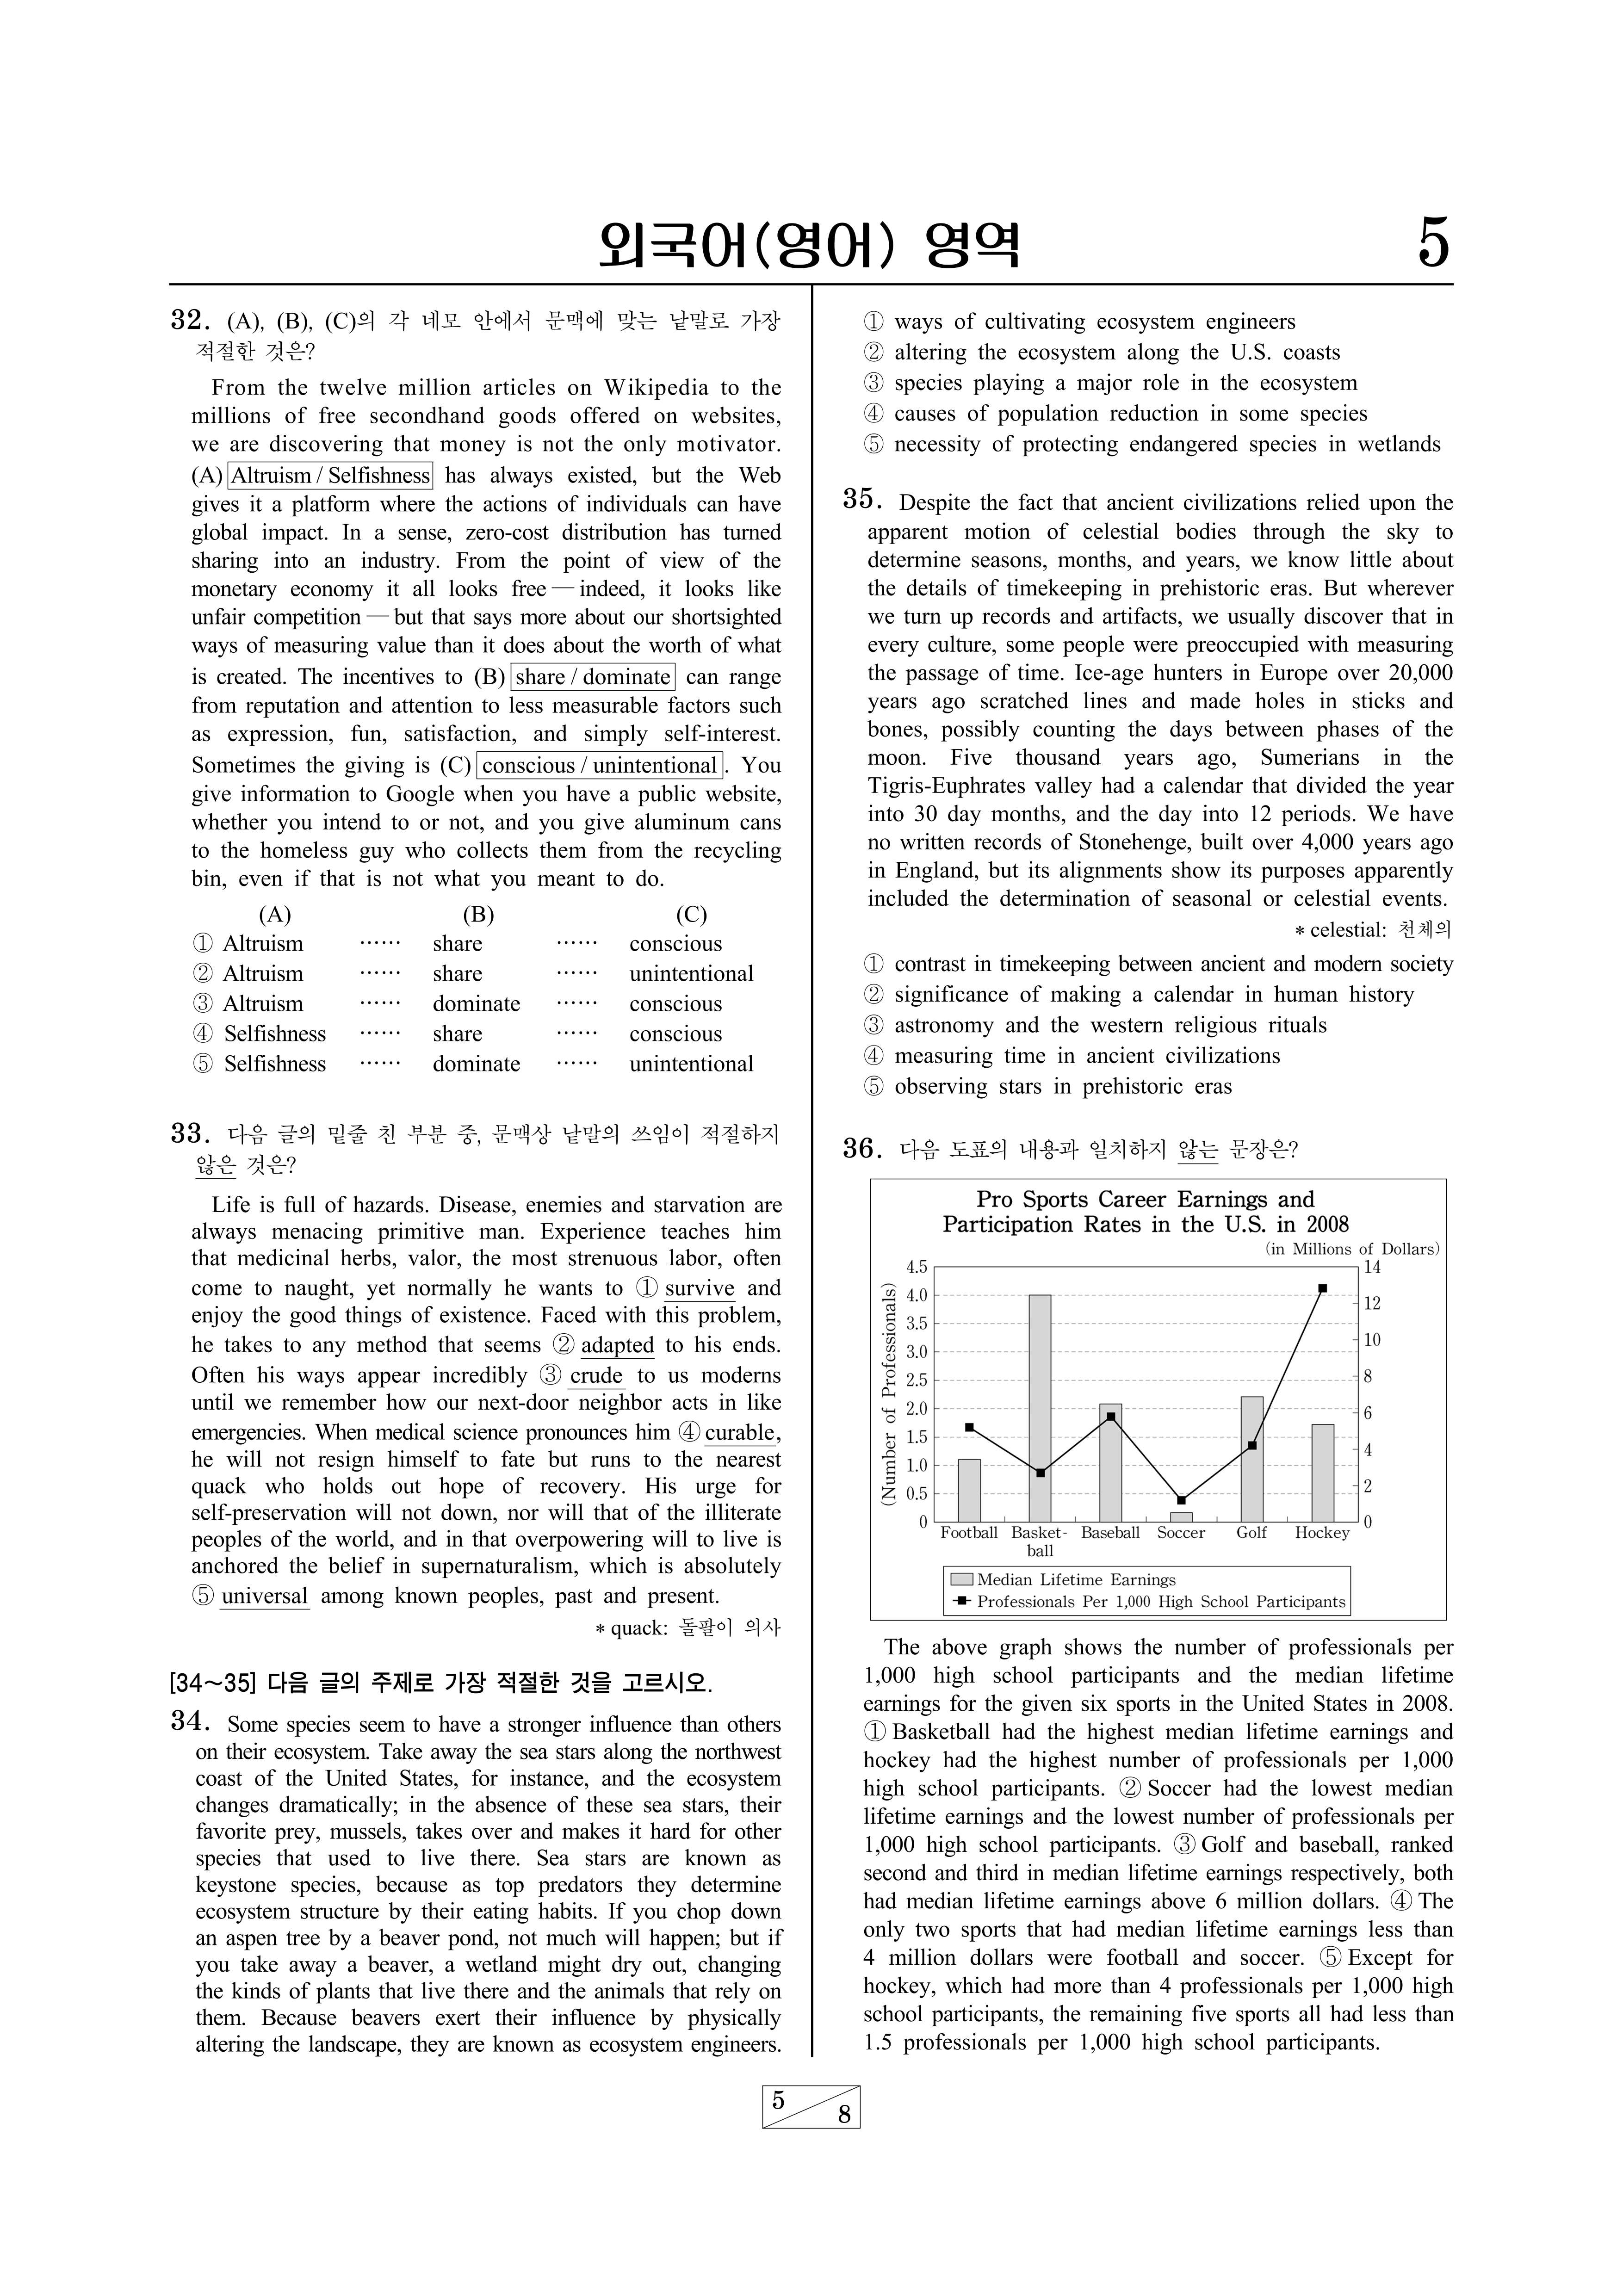 외국어(영어) 영역
5
32. (A), (B), (C)의 각 네모 안에서 문맥에 맞는 낱말로 가장
적절한 것은?
From the twelve million articles on Wikipedia to the
millions of free secondhand goods offered on websites,
we are discovering that money is not the only motivator.
(A) Altruism / Selfishness has always existed, but the Web
gives it a platform where the actions of individuals can have
global impact. In a sense, zero-cost distribution has turned
sharing into an industry. From the point of view of the
monetary economy it all looks free — indeed, it looks like
unfair competition — but that says more about our shortsighted
ways of measuring value than it does about the worth of what
is created. The incentives to (B) share / dominate can range
from reputation and attention to less measurable factors such
as expression, fun, satisfaction, and simply self-interest.
Sometimes the giving is (C) conscious / unintentional. You
give information to Google when you have a public website,
whether you intend to or not, and you give aluminum cans
to the homeless guy who collects them from the recycling
bin, even if that is not what you meant to do.
(A) (B) (C)
① Altruism ······ share ······ conscious
② Altruism ······ share ······ unintentional
③ Altruism ······ dominate ······ conscious
④ Selfishness ······ share ······ conscious
⑤ Selfishness ······ dominate ······ unintentional
33. 다음 글의 밑줄 친 부분 중, 문맥상 낱말의 쓰임이 적절하지
않은 것은?
Life is full of hazards. Disease, enemies and starvation are
always menacing primitive man. Experience teaches him
that medicinal herbs, valor, the most strenuous labor, often
come to naught, yet normally he wants to ① survive and
enjoy the good things of existence. Faced with this problem,
he takes to any method that seems ② adapted to his ends.
Often his ways appear incredibly ③ crude to us moderns
until we remember how our next-door neighbor acts in like
emergencies. When medical science pronounces him ④ curable,
he will not resign himself to fate but runs to the nearest
quack who holds out hope of recovery. His urge for
self-preservation will not down, nor will that of the illiterate
peoples of the world, and in that overpowering will to live is
anchored the belief in supernaturalism, which is absolutely
⑤ universal among known peoples, past and present.
* quack: 돌팔이 의사
[34~35] 다음 글의 주제로 가장 적절한 것을 고르시오.
34. Some species seem to have a stronger influence than others
on their ecosystem. Take away the sea stars along the northwest
coast of the United States, for instance, and the ecosystem
changes dramatically; in the absence of these sea stars, their
favorite prey, mussels, takes over and makes it hard for other
species that used to live there. Sea stars are known as
keystone species, because as top predators they determine
ecosystem structure by their eating habits. If you chop down
an aspen tree by a beaver pond, not much will happen; but if
you take away a beaver, a wetland might dry out, changing
the kinds of plants that live there and the animals that rely on
them. Because beavers exert their influence by physically
altering the landscape, they are known as ecosystem engineers.
① ways of cultivating ecosystem engineers
② altering the ecosystem along the U.S. coasts
③ species playing a major role in the ecosystem
④ causes of population reduction in some species
⑤ necessity of protecting endangered species in wetlands
35. Despite the fact that ancient civilizations relied upon the
apparent motion of celestial bodies through the sky to
determine seasons, months, and years, we know little about
the details of timekeeping in prehistoric eras. But wherever
we turn up records and artifacts, we usually discover that in
every culture, some people were preoccupied with measuring
the passage of time. Ice-age hunters in Europe over 20,000
years ago scratched lines and made holes in sticks and
bones, possibly counting the days between phases of the
moon. Five thousand years ago, Sumerians in the
Tigris-Euphrates valley had a calendar that divided the year
into 30 day months, and the day into 12 periods. We have
no written records of Stonehenge, built over 4,000 years ago
in England, but its alignments show its purposes apparently
included the determination of seasonal or celestial events.
* celestial: 천체의
① contrast in timekeeping between ancient and modern society
② significance of making a calendar in human history
③ astronomy and the western religious rituals
④ measuring time in ancient civilizations
⑤ observing stars in prehistoric eras
36. 다음 도표의 내용과 일치하지 않는 문장은?
Pro Sports Career Earnings and
Participation Rates in the U.S. in 2008
(in Millions of Dollars)
(Number of Professionals)
4.5
4.0
3.5
3.0
2.5
2.0
1.5
1.0
0.5
0
14
12
10
8
6
4
2
0
Football Basket- Baseball Soccer Golf Hockey
ball
Median Lifetime Earnings
Professionals Per 1,000 High School Participants
The above graph shows the number of professionals per
1,000 high school participants and the median lifetime
earnings for the given six sports in the United States in 2008.
① Basketball had the highest median lifetime earnings and
hockey had the highest number of professionals per 1,000
high school participants. ② Soccer had the lowest median
lifetime earnings and the lowest number of professionals per
1,000 high school participants. ③ Golf and baseball, ranked
second and third in median lifetime earnings respectively, both
had median lifetime earnings above 6 million dollars. ④ The
only two sports that had median lifetime earnings less than
4 million dollars were football and soccer. ⑤ Except for
hockey, which had more than 4 professionals per 1,000 high
school participants, the remaining five sports all had less than
1.5 professionals per 1,000 high school participants.
5
8